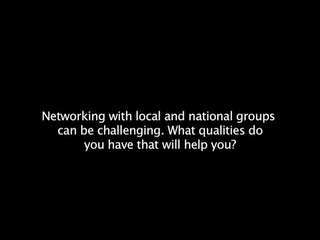 Networking with local and national groups
can be challenging. What qualities do
you have that will help you?